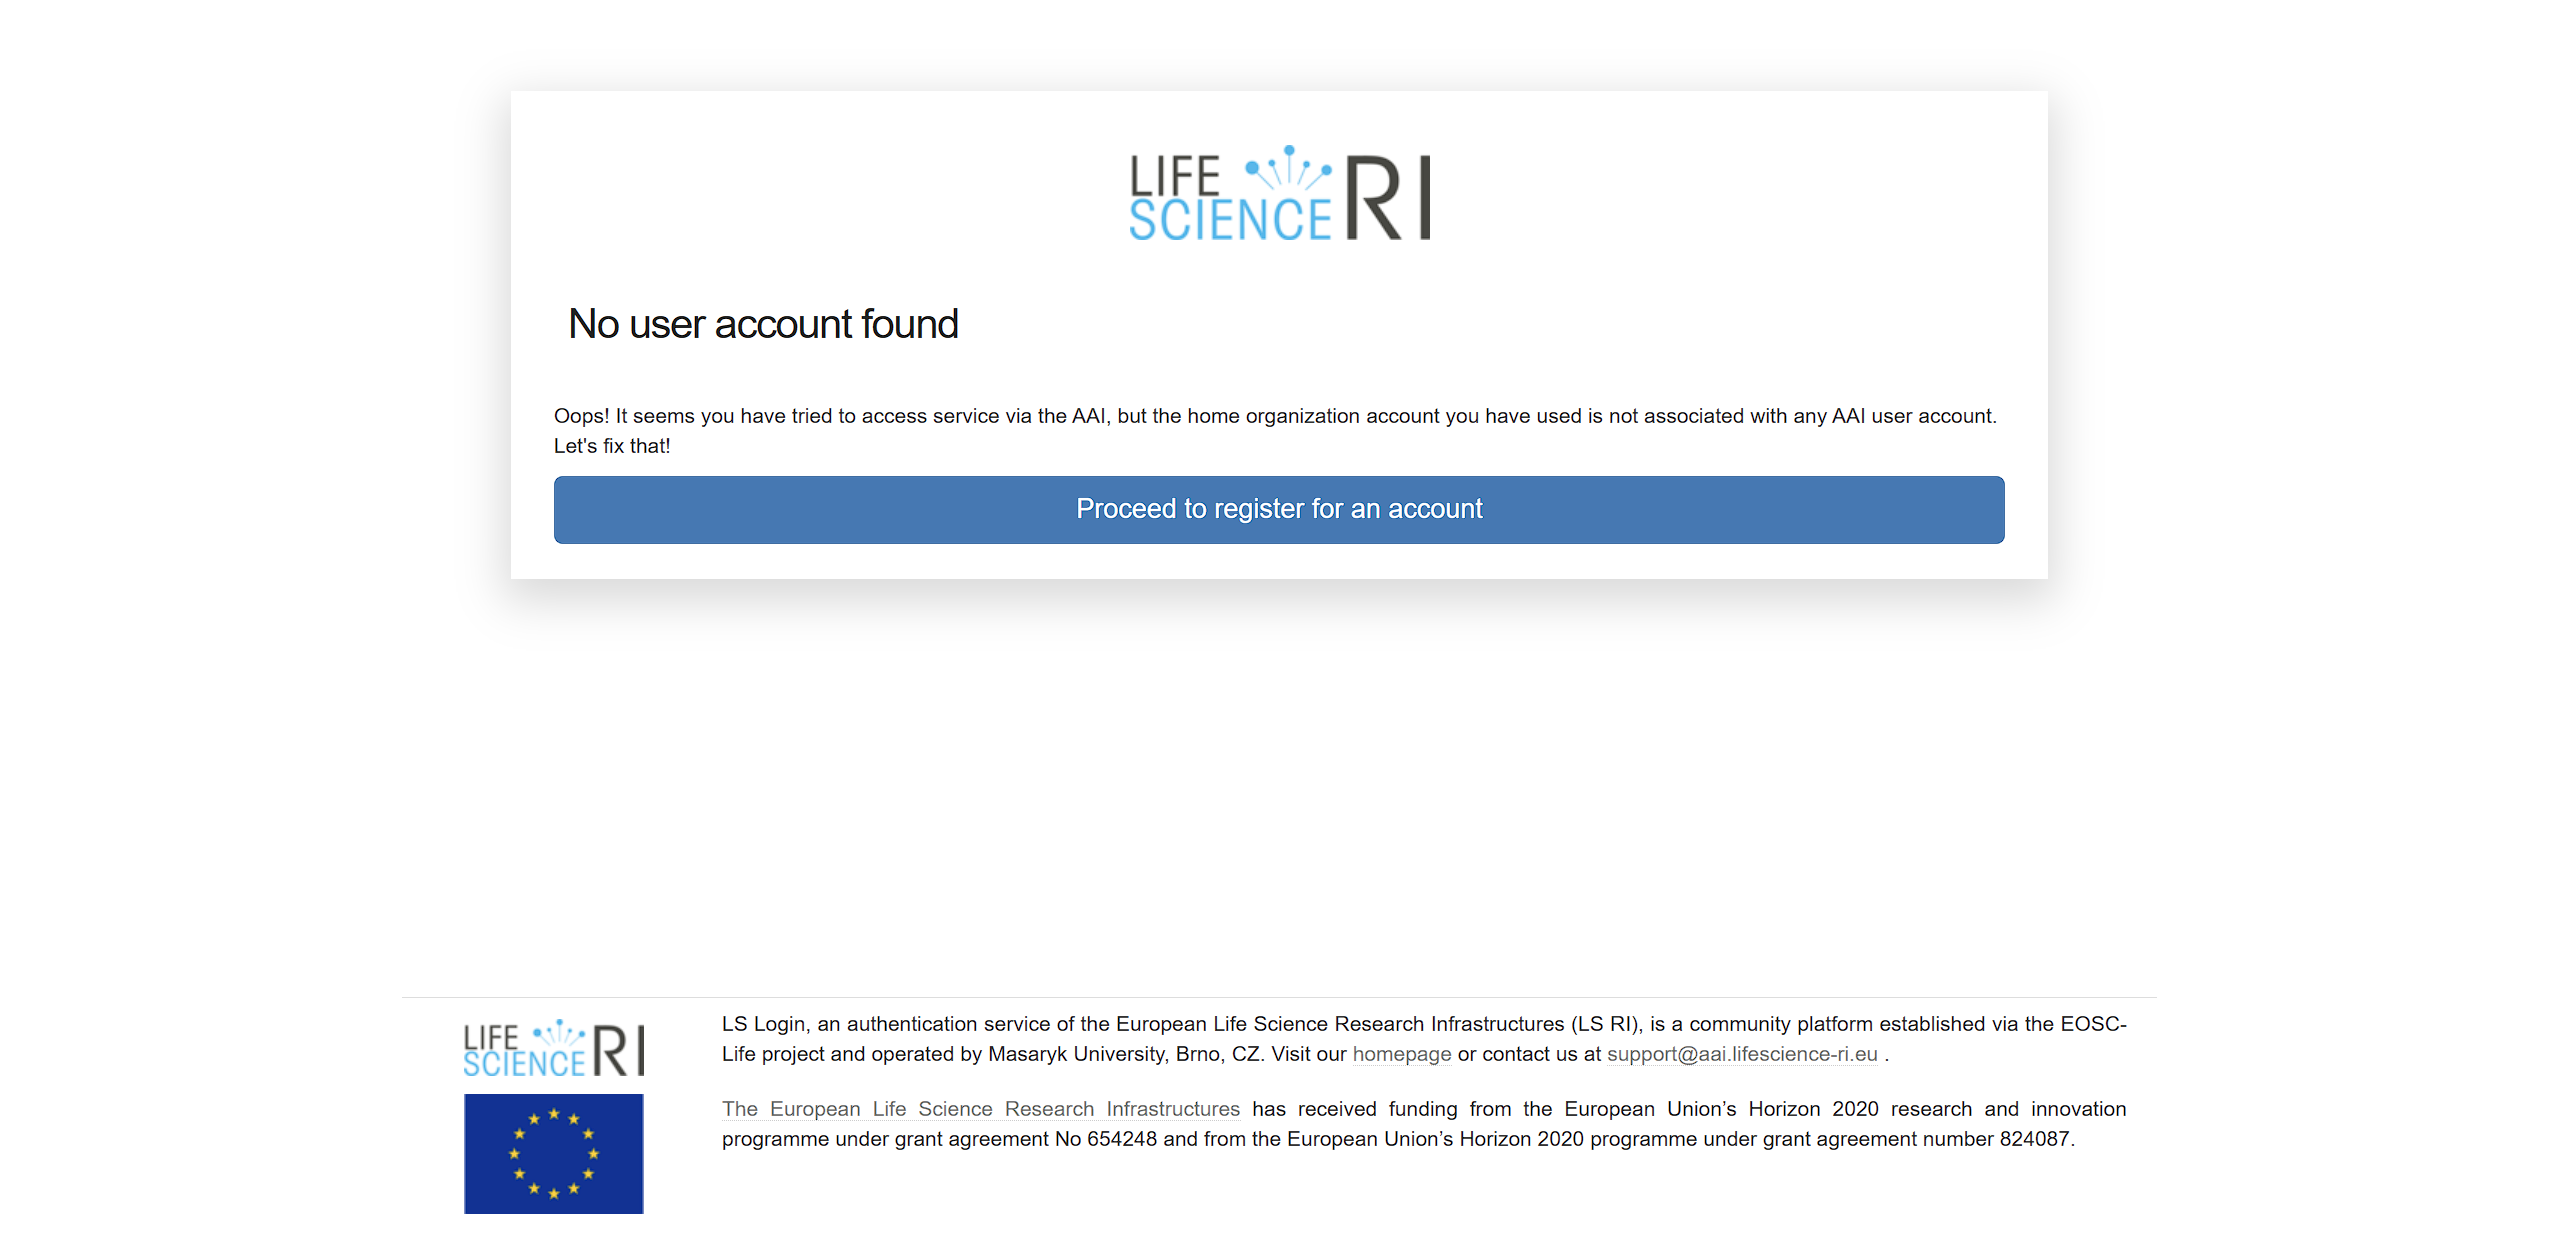 LIFE
SCIENCE RI
No user account found
Oops! It seems you have tried to access service via the AAI, but the home organization account you have used is not associated with any AAI user account.
Let's fix that!
Proceed to register for an account
LIFE
SCIENCE RI
LS Login, an authentication service of the European Life Science Research Infrastructures (LS RI), is a community platform established via the EOSC-
Life project and operated by Masaryk University, Brno, CZ. Visit our homepage or contact us at support@aai.lifescience-ri.eu .
The European Life Science Research Infrastructures has received funding from the European Union’s Horizon 2020 research and innovation
programme under grant agreement No 654248 and from the European Union’s Horizon 2020 programme under grant agreement number 824087.